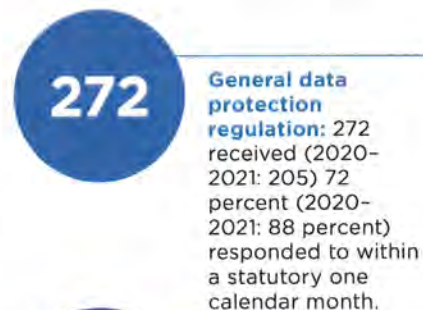 272
General data
protection
regulation: 272
received (2020-
2021: 205) 72
percent (2020-
2021: 88 percent)
responded to within
a statutory one
calendar month.